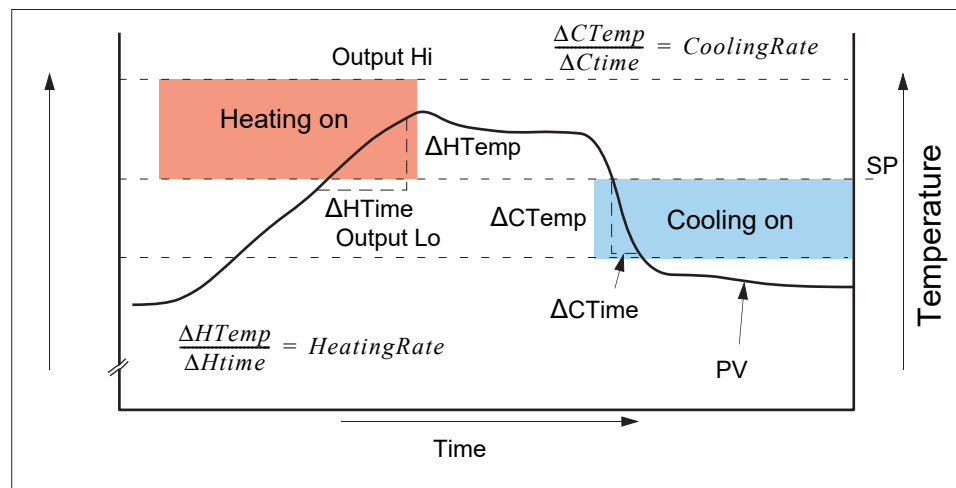 Output Hi
ΔCTemp
ΔCtime
= CoolingRate
Heating on
ΔHTemp
SP
ΔHTime
Output Lo
ΔCTemp
Cooling on
Temperature
ΔCTime
ΔHTemp
ΔHtime
= HeatingRate
PV
Time